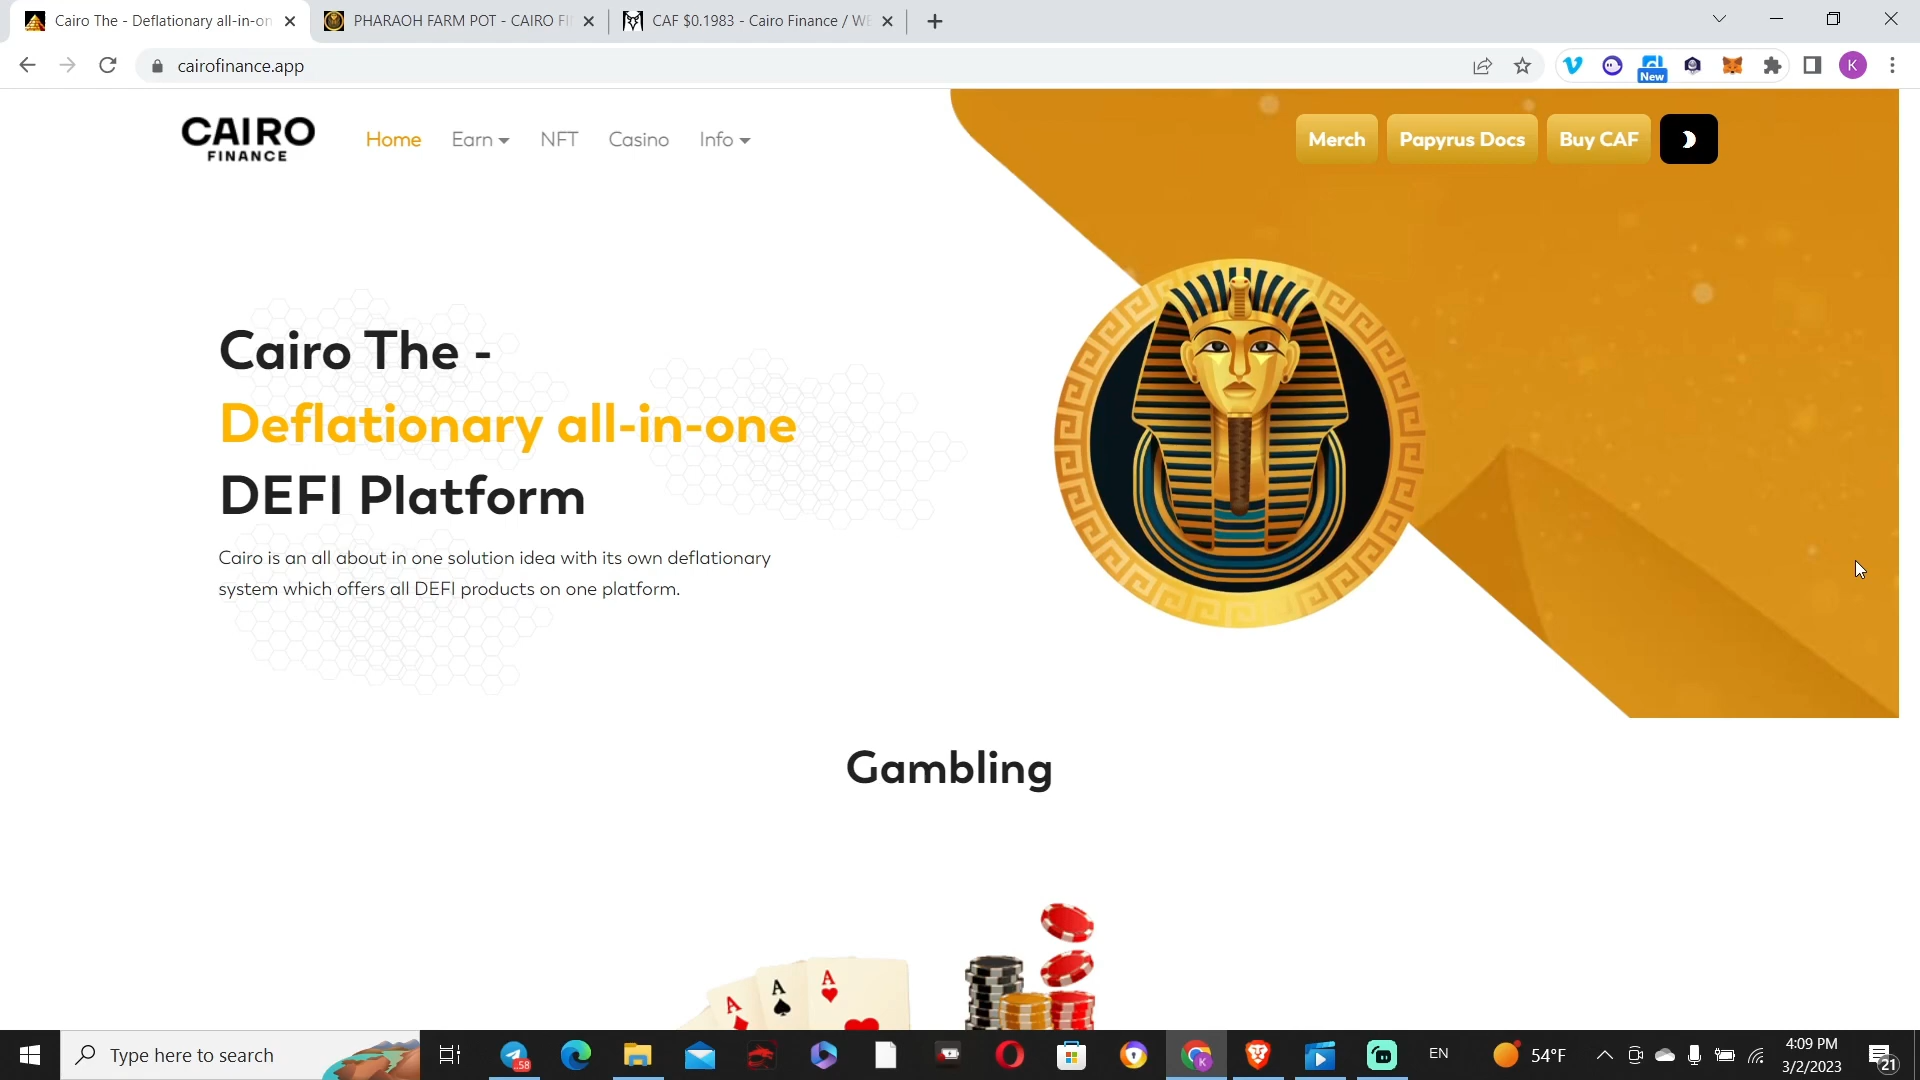 Cairo The - Deflationary all-in-on
PHARAOH FARM POT - CAIRO FI
CAF $0.1983 - Cairo Finance / WB
cairofinance.app
New
K
CAIRO
FINANCE
Home
Earn
NFT
Casino
Info
Merch
Papyrus Docs
Buy CAF
Cairo The -
Deflationary all-in-one
DEFI Platform
Cairo is an all about in one solution idea with its own deflationary
system which offers all DEFI products on one platform.
Gambling
A
A
A
Type here to search
58
K
EN
54°F
4:09 PM
3/2/2023
21